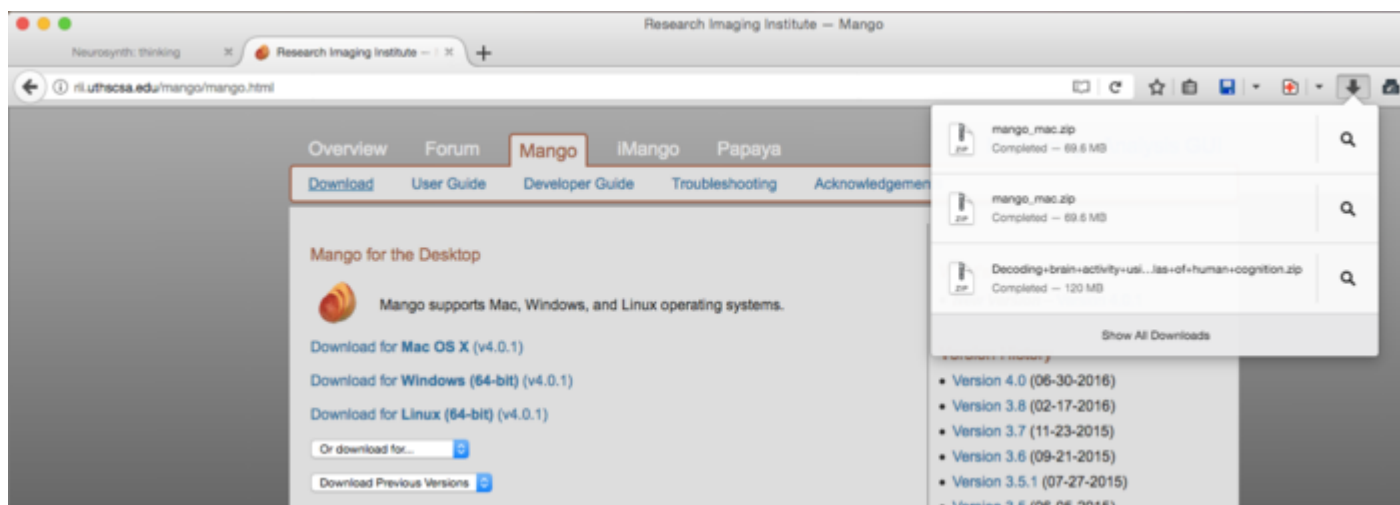 Research Imaging Institute — Mango
Neurosynth: thinking
Research Imaging Institute —
rii.uthscsa.edu/mango/mango.html
Overview Forum Mango iMango Papaya
Download User Guide Developer Guide Troubleshooting Acknowledgemen
mango_mac.zip
Completed — 69.6 MB
mango_mac.zip
Completed — 69.6 MB
Decoding+brain+activity+usi...las+of+human+cognition.zip
Completed — 120 MB
Show All Downloads
Mango for the Desktop
Mango supports Mac, Windows, and Linux operating systems.
Download for Mac OS X (v4.0.1)
Download for Windows (64-bit) (v4.0.1)
Download for Linux (64-bit) (v4.0.1)
Or download for...
Download Previous Versions
Version History
• Version 4.0 (06-30-2016)
• Version 3.8 (02-17-2016)
• Version 3.7 (11-23-2015)
• Version 3.6 (09-21-2015)
• Version 3.5.1 (07-27-2015)